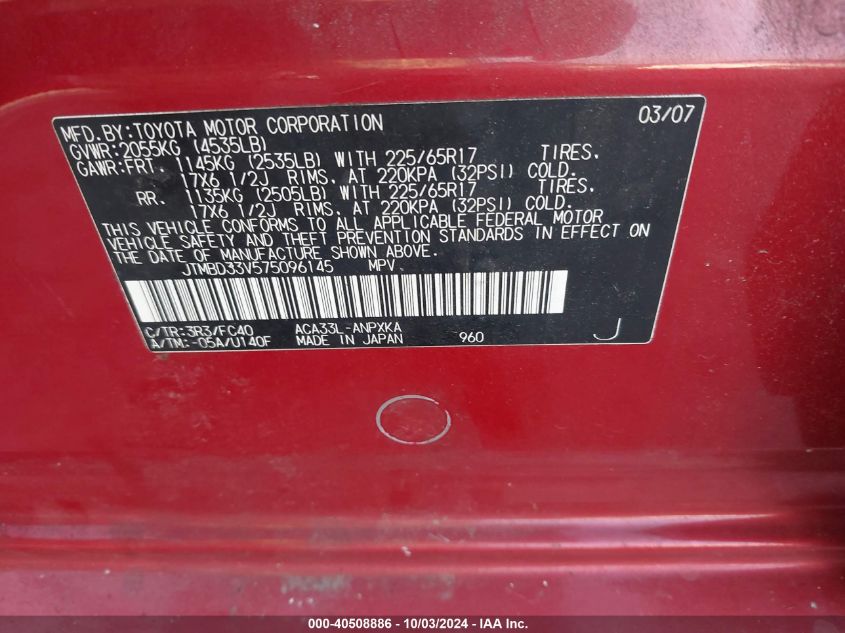 MFD.BY:TOYOTA MOTOR CORPORATION 03/07
GVWR:2055KG (4535LB)
GAWR:FRT. 1145KG (2535LB) WITH 225/65R17 TIRES,
17X6 1/2J RIMS, AT 220KPA (32PSI) COLD.
RR. 1135KG (2505LB) WITH 225/65R17 TIRES,
17X6 1/2J RIMS, AT 220KPA (32PSI) COLD.
THIS VEHICLE CONFORMS TO ALL APPLICABLE FEDERAL MOTOR
VEHICLE SAFETY AND THEFT PREVENTION STANDARDS IN EFFECT ON
THE DATE OF MANUFACTURE SHOWN ABOVE.
JTMBD33V575096145 MPV
C/TR:3R3/FC40 ACA33L-ANPXKA
A/TM:-05A/U140F MADE IN JAPAN 960 J
000-40508886 - 10/03/2024 - IAA Inc.